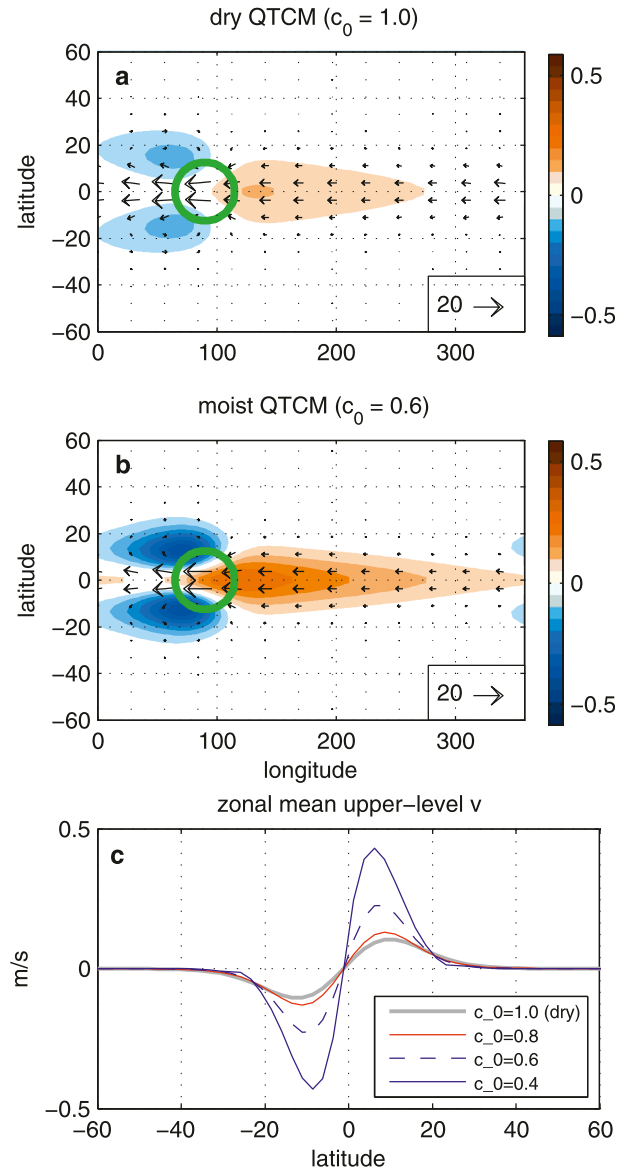 dry QTCM (c0 = 1.0)
a
60
40
20
0
−20
−40
−60
latitude
0
100
200
300
20
0.5
0
−0.5
moist QTCM (c0 = 0.6)
b
60
40
20
0
−20
−40
−60
latitude
0
100
200
300
longitude
20
0.5
0
−0.5
zonal mean upper−level v
c
0.5
0
−0.5
m/s
c_0=1.0 (dry)
c_0=0.8
c_0=0.6
c_0=0.4
−60
−40
−20
0
20
40
60
latitude